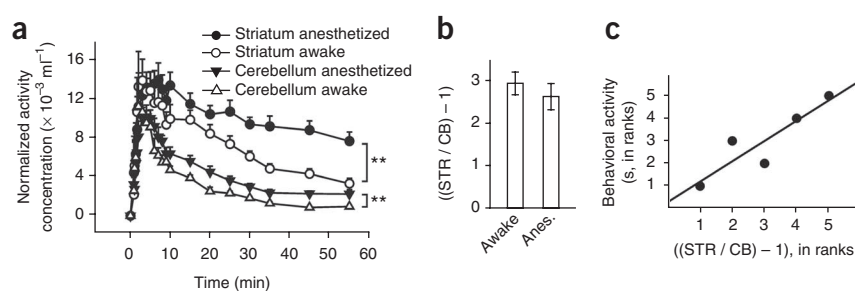 a
Normalized activity
concentration (× 10⁻³ ml⁻¹)
16
12
8
4
0
Striatum anesthetized
Striatum awake
Cerebellum anesthetized
Cerebellum awake
**
**
0 10 20 30 40 50 60
Time (min)
b
((STR / CB) – 1)
3
2
1
0
Awake
Anes.
c
Behavioral activity
(s, in ranks)
5
4
3
2
1
1 2 3 4 5
((STR / CB) – 1), in ranks